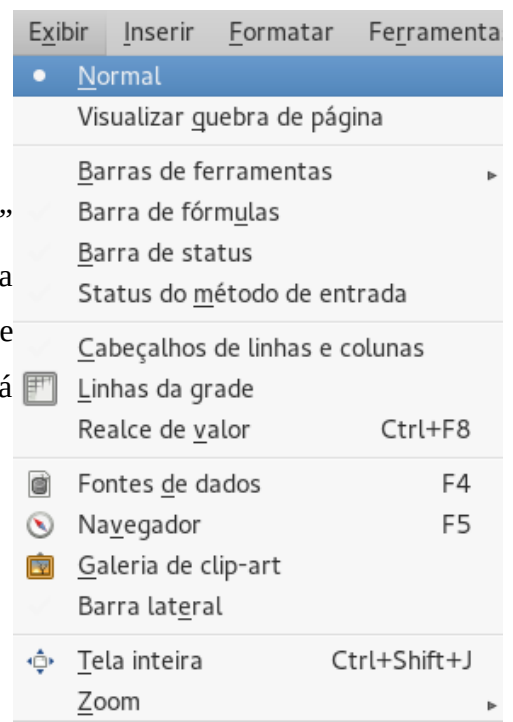 Exibir Inserir Formatar Ferramenta
Normal
Visualizar quebra de página
Barras de ferramentas
”
Barra de fórmulas
Barra de status
a
Status do método de entrada
e
Cabeçalhos de linhas e colunas
á
Linhas da grade
Realce de valor Ctrl+F8
Fontes de dados F4
Navegador F5
Galeria de clip-art
Barra lateral
Tela inteira Ctrl+Shift+J
Zoom